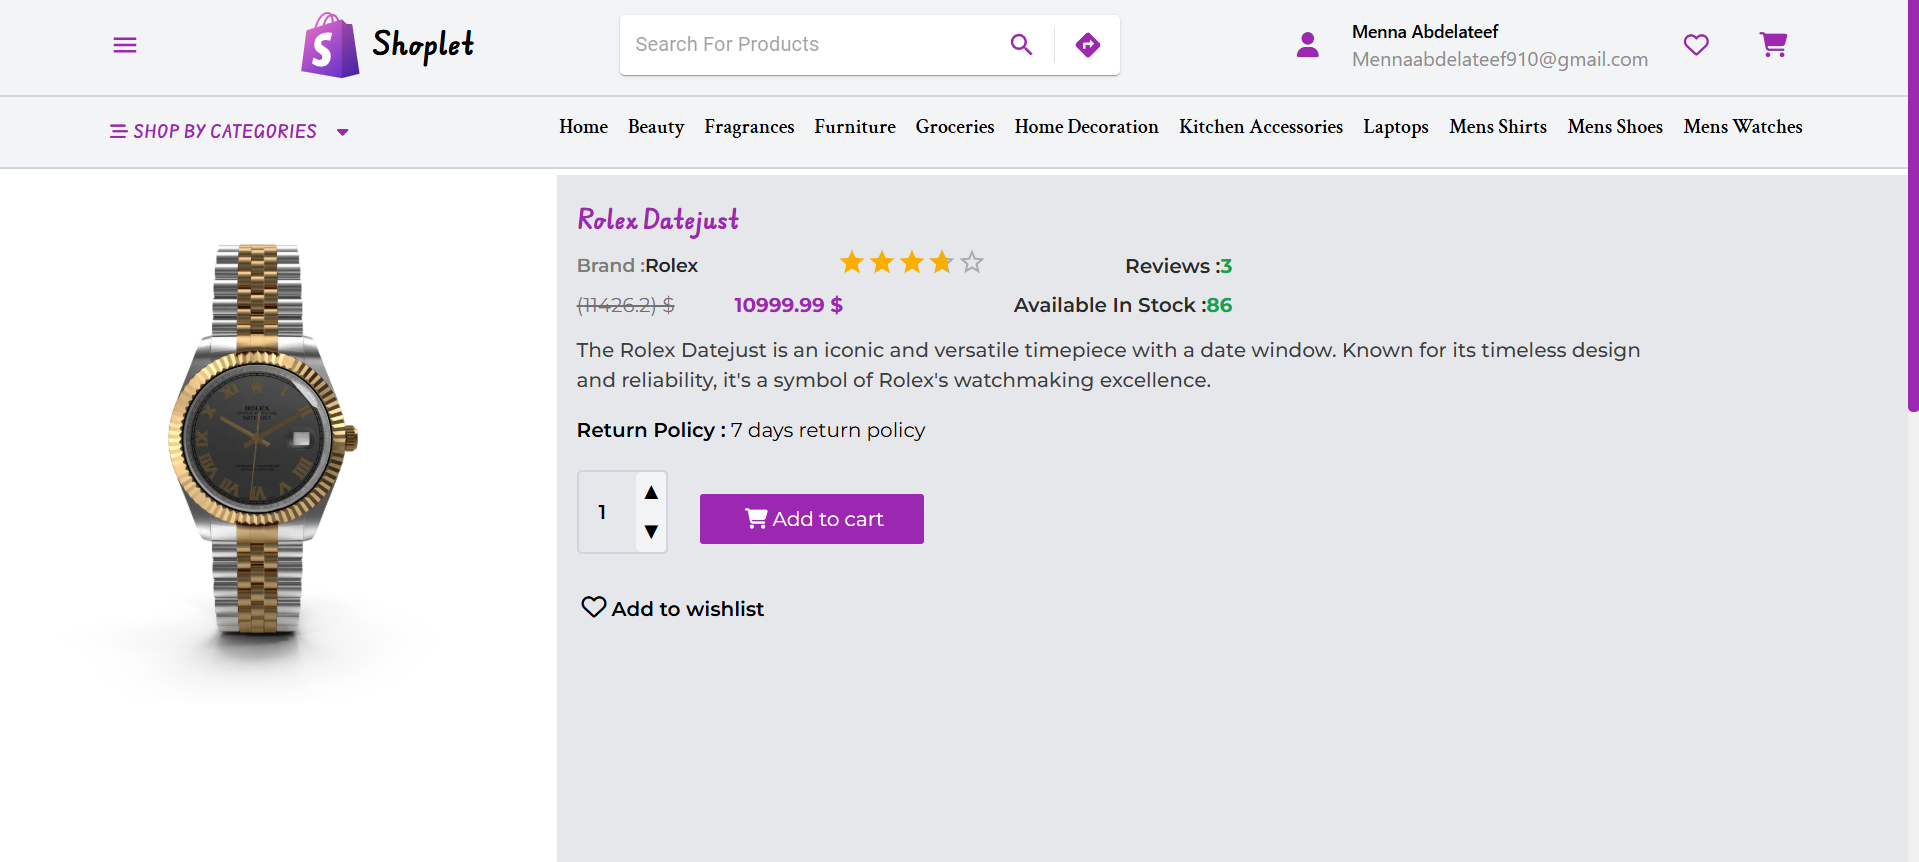 S Shoplet
Search For Products
Menna Abdelateef
Mennaabdelateef910@gmail.com
SHOP BY CATEGORIES
Home Beauty Fragrances Furniture Groceries Home Decoration Kitchen Accessories Laptops Mens Shirts Mens Shoes Mens Watches
Rolex Datejust
Brand :Rolex
Reviews :3
(11426.2) $ 10999.99 $
Available In Stock :86
The Rolex Datejust is an iconic and versatile timepiece with a date window. Known for its timeless design
and reliability, it's a symbol of Rolex's watchmaking excellence.
Return Policy : 7 days return policy
1
Add to cart
Add to wishlist
ROLEX